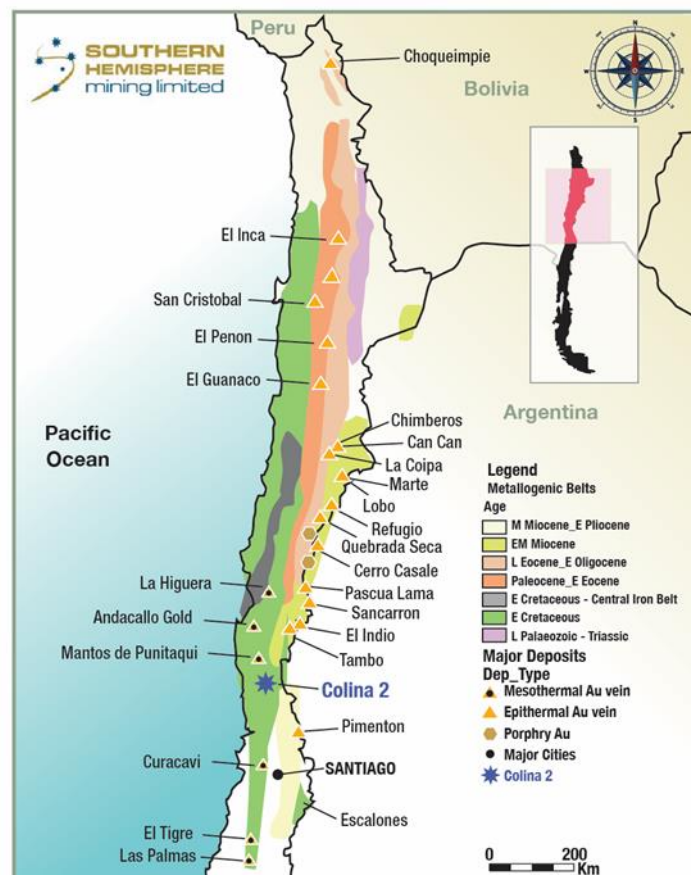 SOUTHERN
HEMISPHERE
mining limited
Peru
Choqueimpie
Bolivia
N
El Inca
San Cristobal
El Penon
El Guanaco
Argentina
Pacific
Ocean
Chimberos
Can Can
La Coipa
Marte
Lobo
Refugio
Quebrada Seca
Cerro Casale
La Higuera
Pascua Lama
Andacallo Gold
Sancarron
El Indio
Mantos de Punitaqui
Tambo
Colina 2
Pimenton
Curacavi
SANTIAGO
Escalones
El Tigre
Las Palmas
Legend
Metallogenic Belts
Age
M Miocene_E Pliocene
EM Miocene
L Eocene_E Oligocene
Paleocene_E Eocene
E Cretaceous - Central Iron Belt
E Cretaceous
L Palaeozoic - Triassic
Major Deposits
Dep_Type
Mesothermal Au vein
Epithermal Au vein
Porphry Au
Major Cities
Colina 2
0 200
Km